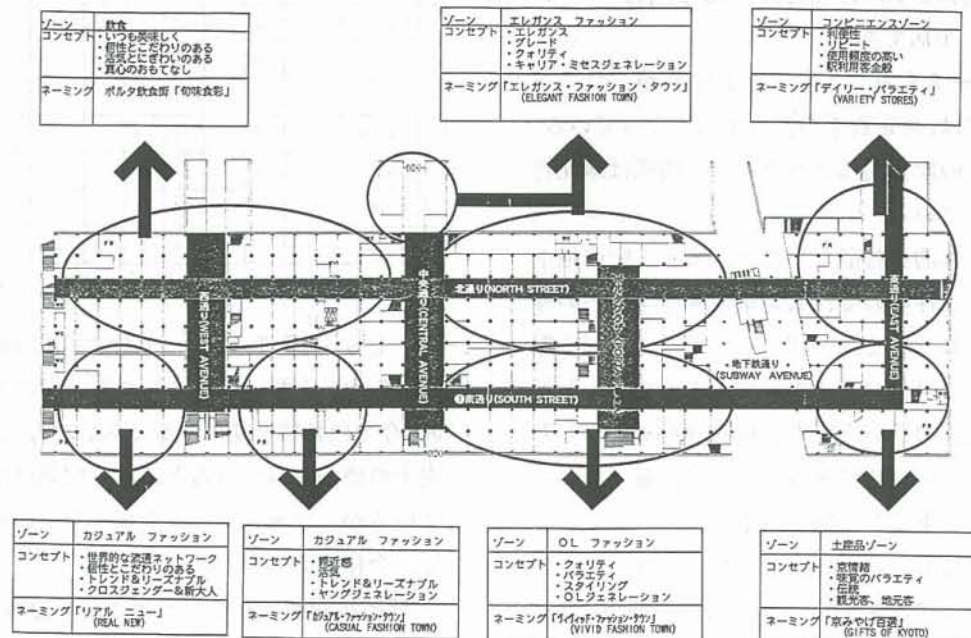 ゾーン 飲食
コンセプト ・いつも美味しく
・個性とこだわりのある
・活気とにぎわいのある
・真心のおもてなし
ネーミング ポルタ飲食街「旬味食彩」
ゾーン エレガンス ファッション
コンセプト ・エレガンス
・グレード
・クォリティ
・キャリア・ミセスジェネレーション
ネーミング 「エレガンス・ファッション・タウン」
(ELEGANT FASHION TOWN)
ゾーン コンビニエンスゾーン
コンセプト ・利便性
・リピート
・使用頻度の高い
・駅利用客全般
ネーミング 「デイリー・バラエティ」
(VARIETY STORES)
北通り(NORTH STREET)
西通り(WEST AVENUE)
中央通り(CENTRAL AVENUE)
東通り(EAST AVENUE)
・地下鉄通り
(SUBWAY AVENUE)
❶南通り(SOUTH STREET)
ゾーン カジュアル ファッション
コンセプト ・世界的な流通ネットワーク
・個性とこだわりのある
・トレンド&リーズナブル
・クロスジェンダー&新大人
ネーミング 「リアル ニュー」
(REAL NEW)
ゾーン カジュアル ファッション
コンセプト ・親近感
・活気
・トレンド&リーズナブル
・ヤングジェネレーション
ネーミング 「カジュアル・ファッション・タウン」
(CASUAL FASHION TOWN)
ゾーン OL ファッション
コンセプト ・クォリティ
・バラエティ
・スタイリング
・OLジェネレーション
ネーミング 「ヴィヴィッド・ファッション・タウン」
(VIVID FASHION TOWN)
ゾーン 土産品ゾーン
コンセプト ・京情緒
・味覚のバラエティ
・伝統
・観光客、地元客
ネーミング 「京みやげ百選」
(GIFTS OF KYOTO)